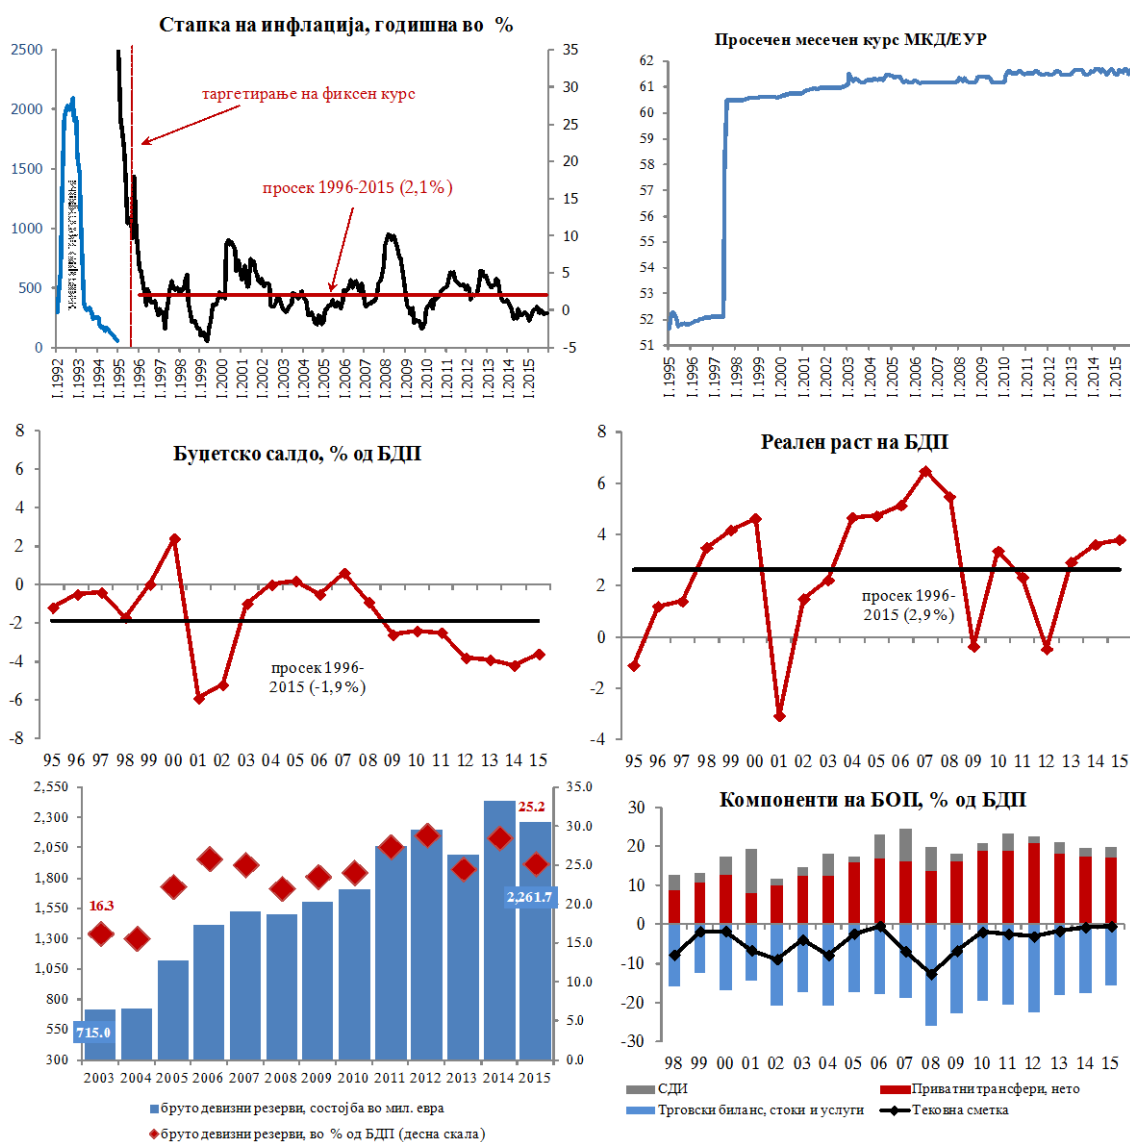 Стапка на инфлација, годишна во %
2500
2000
1500
1000
500
0
35
30
25
20
15
10
5
0
-5
таргетирање на фиксен курс
просек 1996-2015 (2,1%)
I.1992
I.1993
I.1994
I.1995
I.1996
I.1997
I.1998
I.1999
I.2000
I.2001
I.2002
I.2003
I.2004
I.2005
I.2006
I.2007
I.2008
I.2009
I.2010
I.2011
I.2012
I.2013
I.2014
I.2015
Просечен месечен курс МКД/ЕУР
62
61
60
59
58
57
56
55
54
53
52
51
I.1995
I.1996
I.1997
I.1998
I.1999
I.2000
I.2001
I.2002
I.2003
I.2004
I.2005
I.2006
I.2007
I.2008
I.2009
I.2010
I.2011
I.2012
I.2013
I.2014
I.2015
Буџетско салдо, % од БДП
8
6
4
2
0
-2
-4
-6
-8
просек 1996-
2015 (-1,9%)
95 96 97 98 99 00 01 02 03 04 05 06 07 08 09 10 11 12 13 14 15
Реален раст на БДП
8
6
4
2
0
-2
-4
просек 1996-
2015 (2,9%)
95 96 97 98 99 00 01 02 03 04 05 06 07 08 09 10 11 12 13 14 15
2,550
2,300
2,050
1,800
1,550
1,300
1,050
800
550
300
35.0
30.0
25.0
20.0
15.0
10.0
5.0
0.0
16.3
25.2
715.0
2,261.7
2003 2004 2005 2006 2007 2008 2009 2010 2011 2012 2013 2014 2015
бруто девизни резерви, состојба во мил. евра
бруто девизни резерви, во % од БДП (десна скала)
Компоненти на БОП, % од БДП
30
20
10
0
-10
-20
-30
98 99 00 01 02 03 04 05 06 07 08 09 10 11 12 13 14 15
СДИ
Приватни трансфери, нето
Трговски биланс, стоки и услуги
Тековна сметка